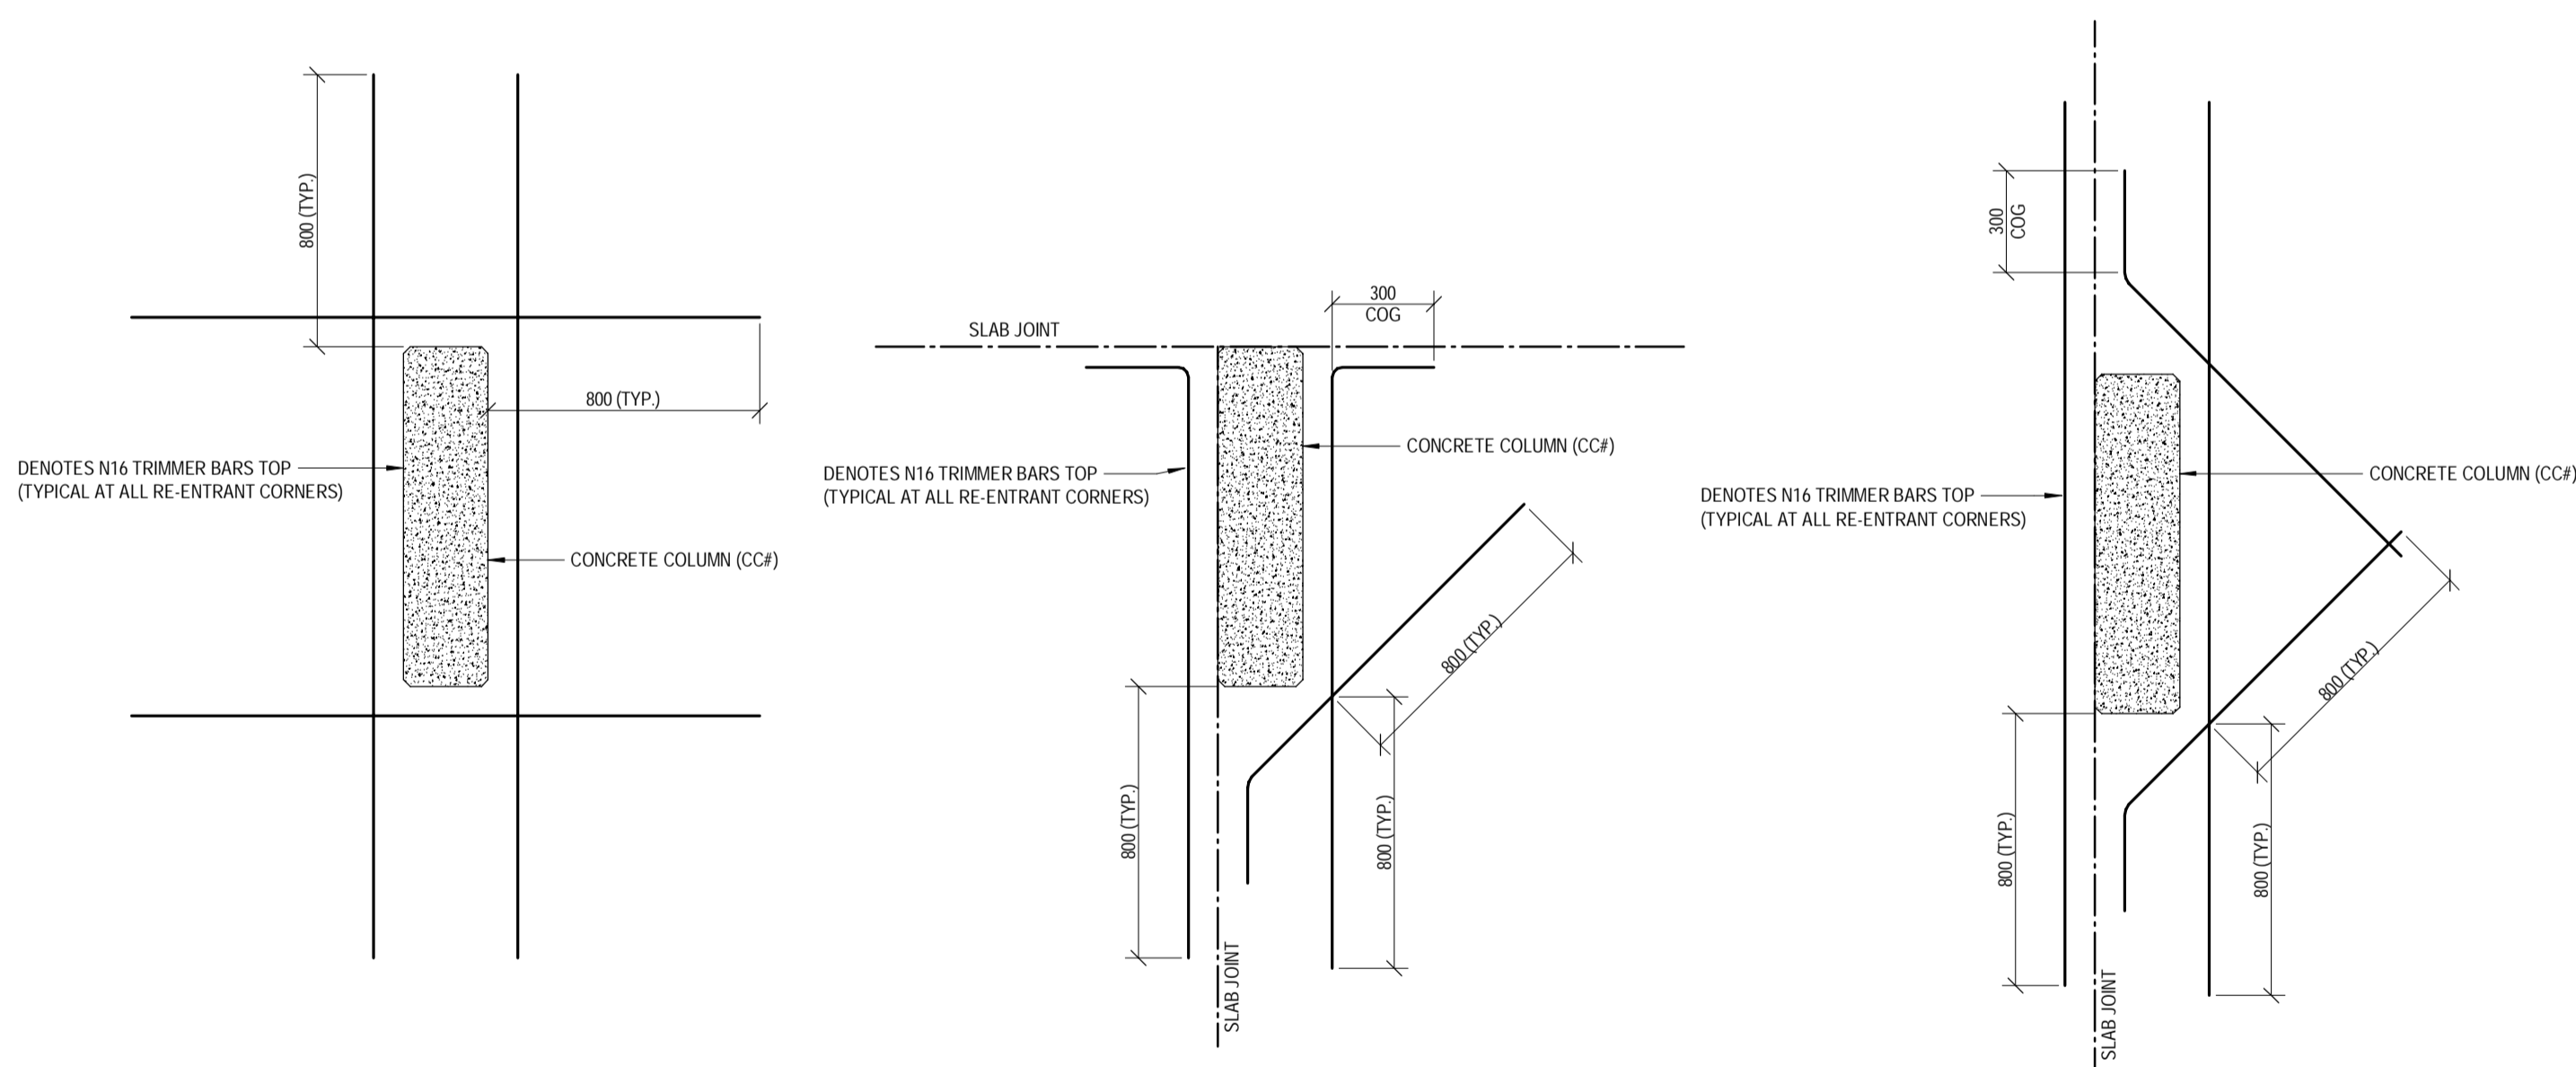 800 (TYP.)
800 (TYP.)
DENOTES N16 TRIMMER BARS TOP
(TYPICAL AT ALL RE-ENTRANT CORNERS)
CONCRETE COLUMN (CC#)
300
COG
SLAB JOINT
CONCRETE COLUMN (CC#)
DENOTES N16 TRIMMER BARS TOP
(TYPICAL AT ALL RE-ENTRANT CORNERS)
800 (TYP.)
800 (TYP.)
800 (TYP.)
SLAB JOINT
300
COG
CONCRETE COLUMN (CC#)
DENOTES N16 TRIMMER BARS TOP
(TYPICAL AT ALL RE-ENTRANT CORNERS)
800 (TYP.)
800 (TYP.)
800 (TYP.)
SLAB JOINT